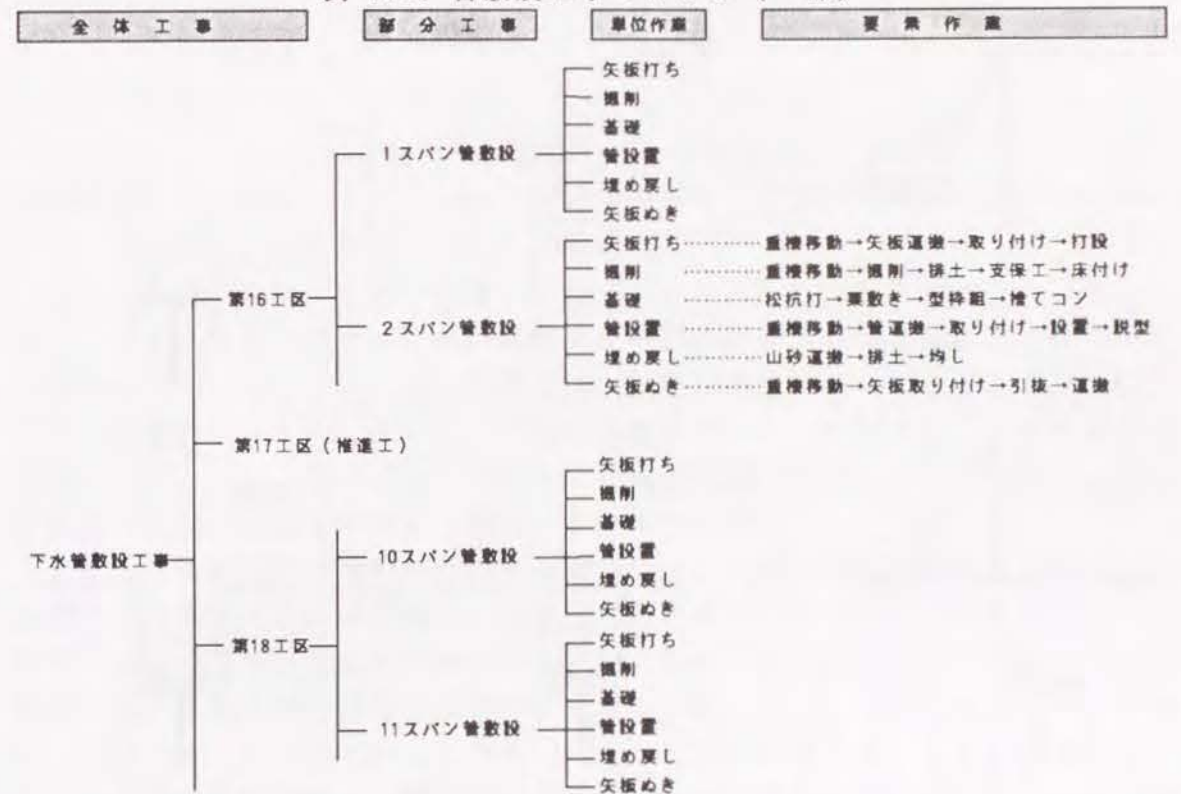 全体工事 部分工事 単位作業 要素作業
矢板打ち
掘削
基礎
1スパン管敷設 管設置
埋め戻し
矢板ぬき
矢板打ち…………重機移動→矢板運搬→取り付け→打設
掘削 …………重機移動→掘削→排土→支保工→床付け
第16工区 基礎 …………松杭打→栗敷き→型枠組→捨てコン
2スパン管敷設 管設置 …………重機移動→管運搬→取り付け→設置→脱型
埋め戻し…………山砂運搬→排土→均し
矢板ぬき…………重機移動→矢板取り付け→引抜→運搬
第17工区(推進工)
矢板打ち
掘削
基礎
下水管敷設工事 10スパン管敷設 管設置
埋め戻し
矢板ぬき
第18工区 矢板打ち
掘削
基礎
11スパン管敷設 管設置
埋め戻し
矢板ぬき